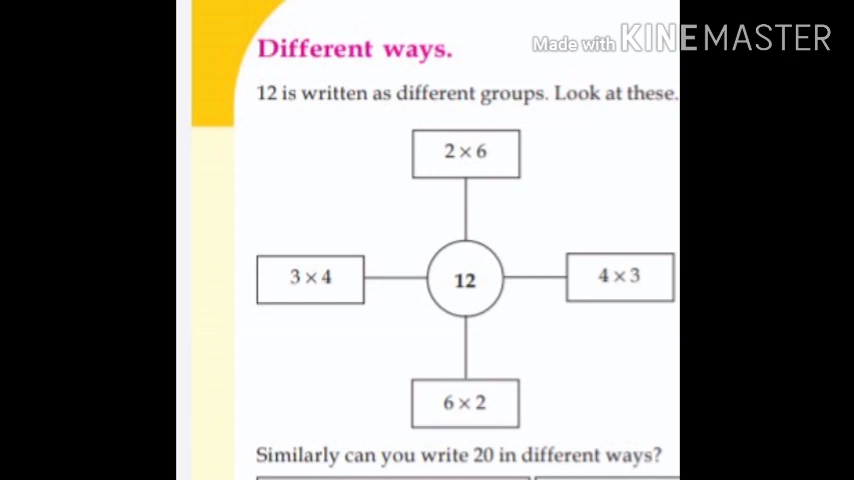 Made with KINEMASTER
Different ways.
12 is written as different groups. Look at these.
2 × 6
3 × 4
12
4 × 3
6 × 2
Similarly can you write 20 in different ways?